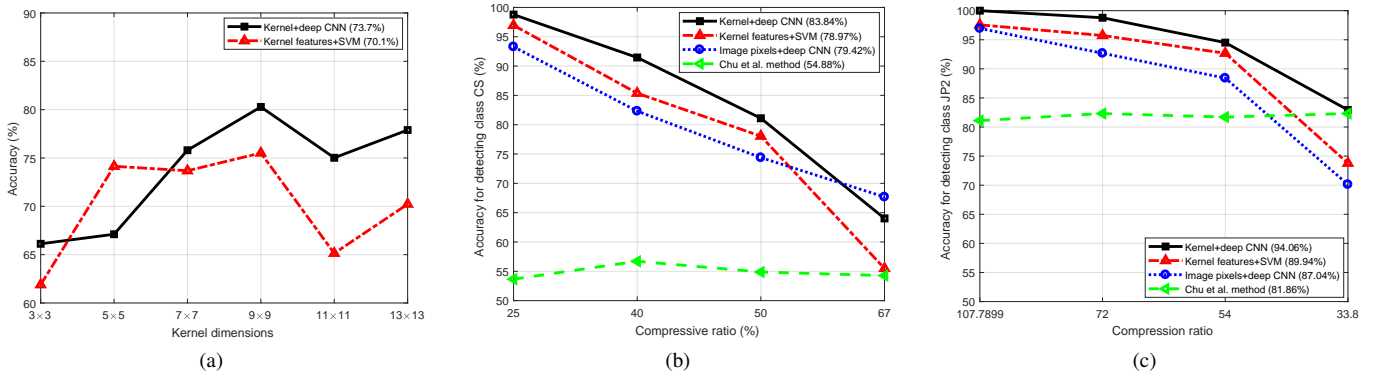 90
85
80
75
70
65
60
Accuracy (%)
Kernel+deep CNN (73.7%)
Kernel features+SVM (70.1%)
3×3
5×5
7×7
9×9
11×11
13×13
Kernel dimensions
(a)
100
95
90
85
80
75
70
65
60
55
50
Accuracy for detecting class CS (%)
Kernel+deep CNN (83.84%)
Kernel features+SVM (78.97%)
Image pixels+deep CNN (79.42%)
Chu et al. method (54.88%)
25
40
50
67
Compressive ratio (%)
(b)
100
95
90
85
80
75
70
65
60
55
50
Accuracy for detecting class JP2 (%)
Kernel+deep CNN (94.06%)
Kernel features+SVM (89.94%)
Image pixels+deep CNN (87.04%)
Chu et al. method (81.86%)
107.7899
72
54
33.8
Compression ratio
(c)